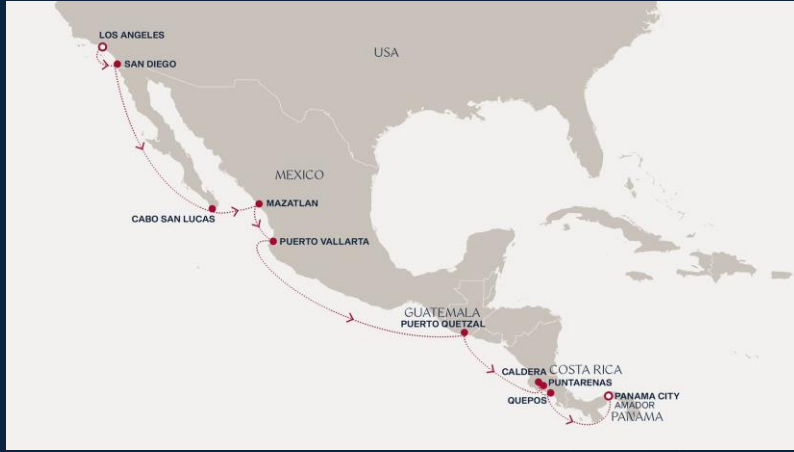 LOS ANGELES
USA
SAN DIEGO
MEXICO
MAZATLAN
CABO SAN LUCAS
PUERTO VALLARTA
GUATEMALA
PUERTO QUETZAL
CALDERA
COSTA RICA
PUNTARENAS
QUEPOS
PANAMA CITY
AMADOR
PANAMA